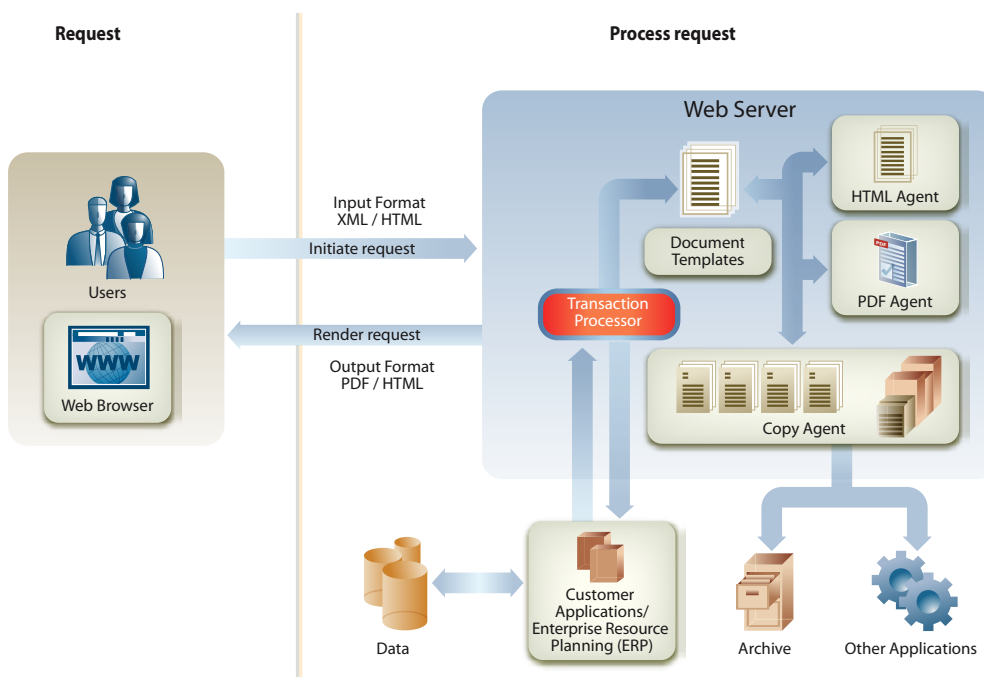 Request
Process request
Web Server
HTML Agent
Input Format
XML / HTML
Initiate request
Document
Templates
Users
PDF
PDF Agent
Transaction
Processor
Render request
Output Format
PDF / HTML
WWW
Web Browser
Copy Agent
Customer
Applications/
Enterprise Resource
Planning (ERP)
Data
Archive
Other Applications